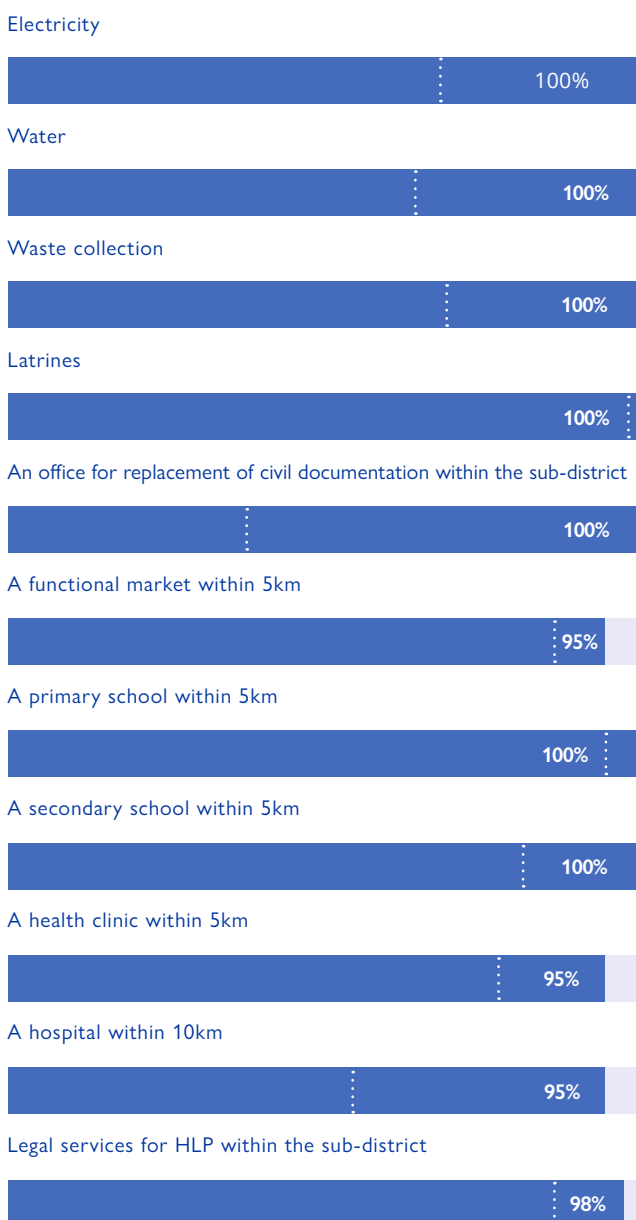 Electricity
100%
Water
100%
Waste collection
100%
Latrines
100%
An office for replacement of civil documentation within the sub-district
100%
A functional market within 5km
95%
A primary school within 5km
100%
A secondary school within 5km
100%
A health clinic within 5km
95%
A hospital within 10km
95%
Legal services for HLP within the sub-district
98%